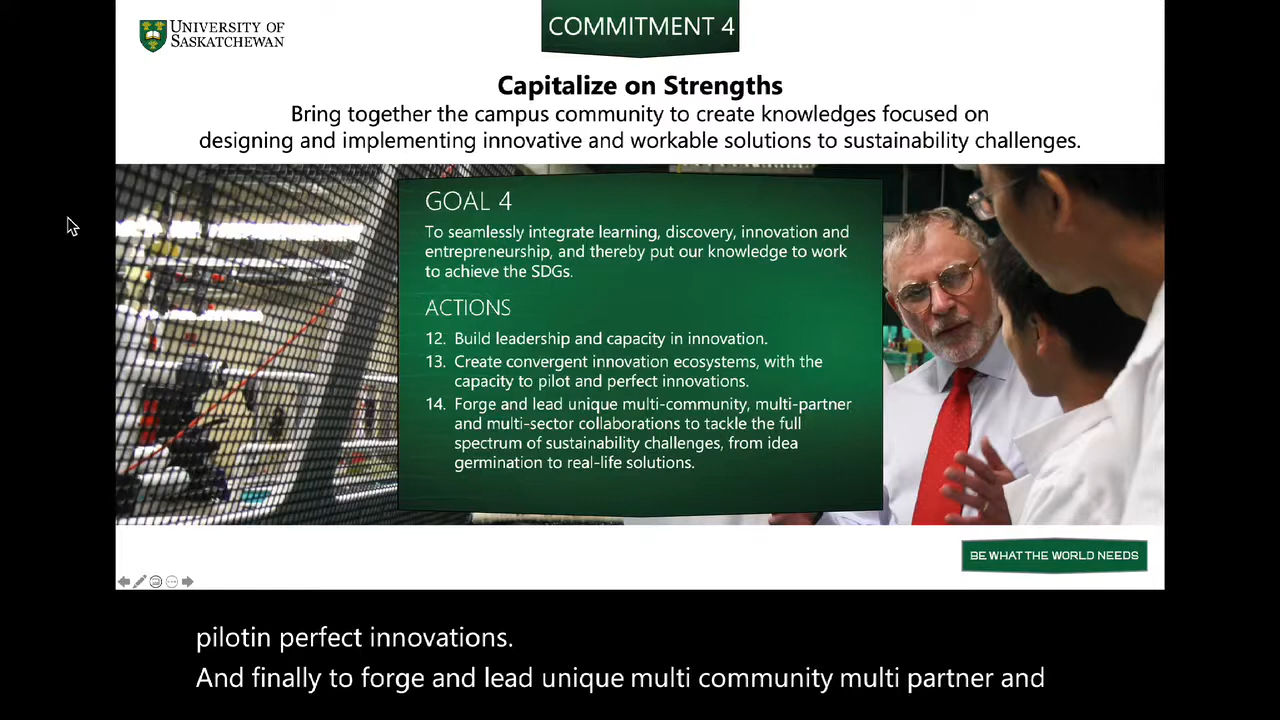 UNIVERSITY OF
SASKATCHEWAN
COMMITMENT 4
Capitalize on Strengths
Bring together the campus community to create knowledges focused on
designing and implementing innovative and workable solutions to sustainability challenges.
GOAL 4
To seamlessly integrate learning, discovery, innovation and
entrepreneurship, and thereby put our knowledge to work
to achieve the SDGs.
ACTIONS
12. Build leadership and capacity in innovation.
13. Create convergent innovation ecosystems, with the
capacity to pilot and perfect innovations.
14. Forge and lead unique multi-community, multi-partner
and multi-sector collaborations to tackle the full
spectrum of sustainability challenges, from idea
germination to real-life solutions.
BE WHAT THE WORLD NEEDS
pilotin perfect innovations.
And finally to forge and lead unique multi community multi partner and